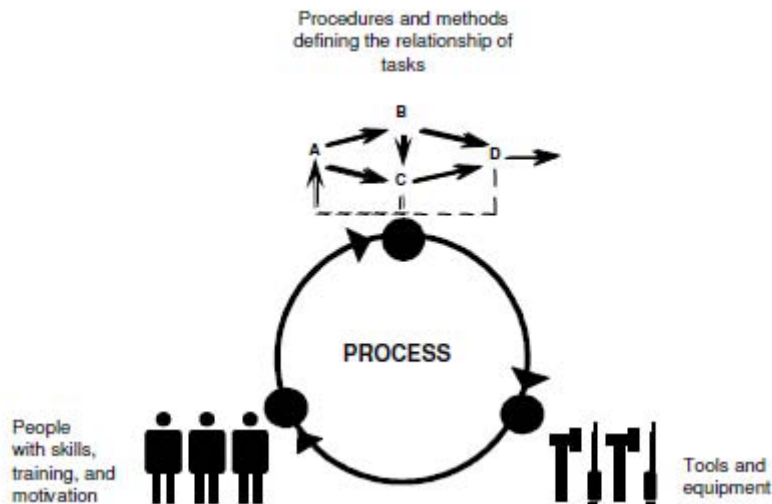 Procedures and methods
defining the relationship of
tasks
B
A
D
C
PROCESS
People
with skills,
training, and
motivation
Tools and
equipment